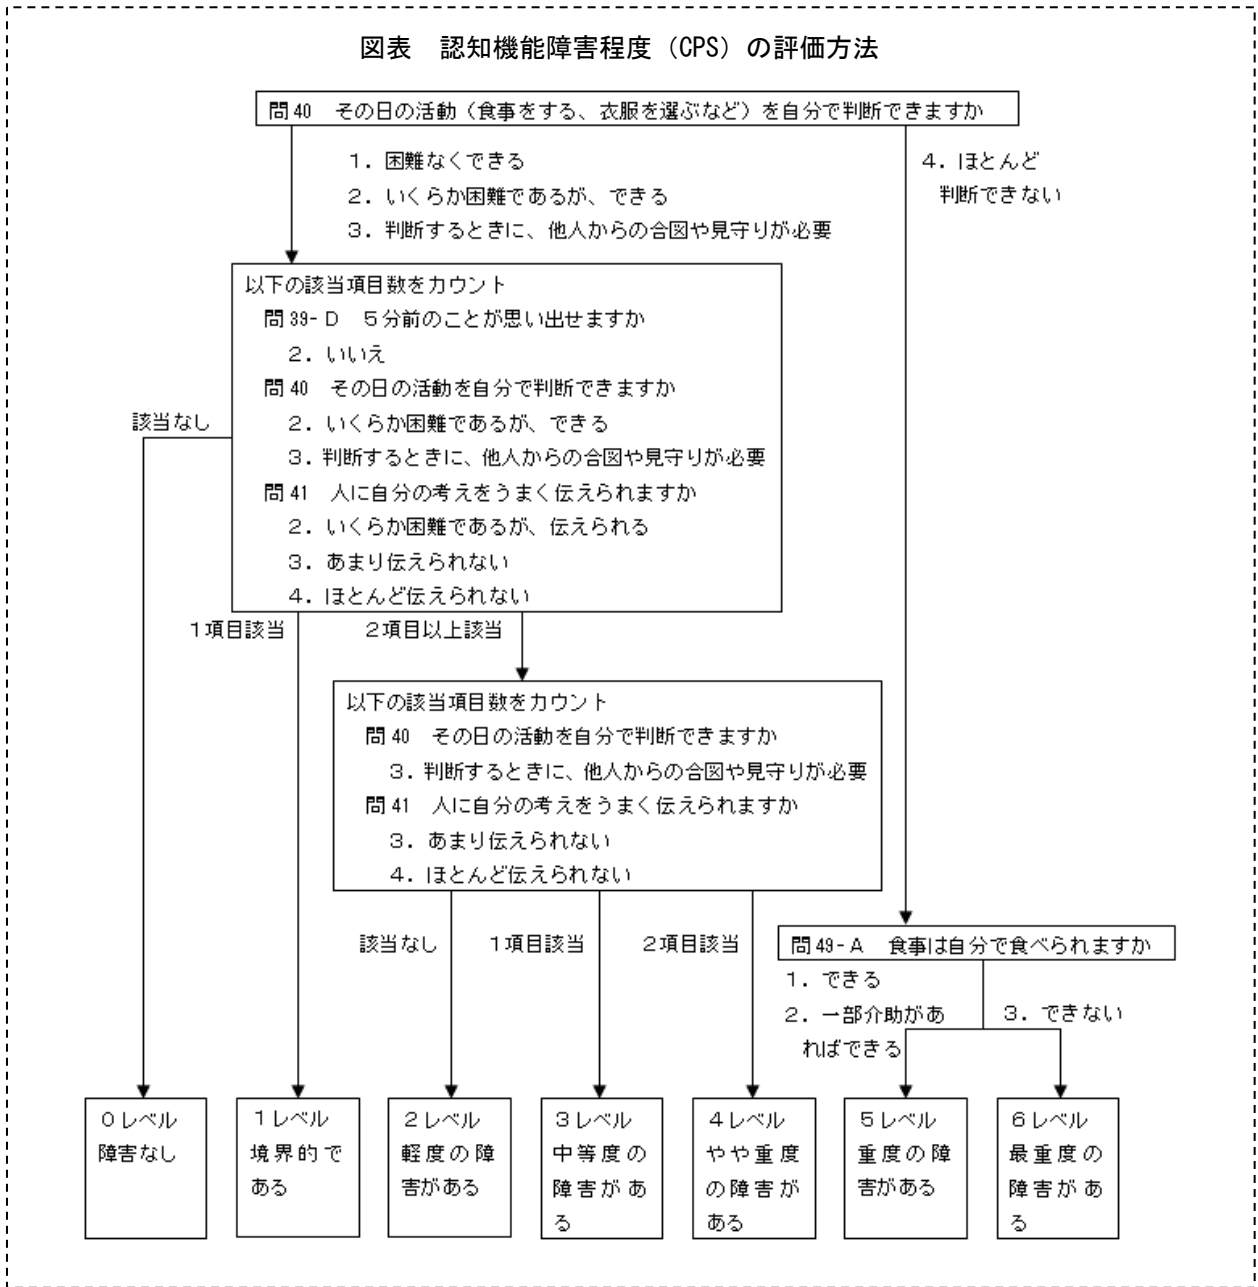 図表　認知機能障害程度（CPS）の評価方法
問40　その日の活動（食事をする、衣服を選ぶなど）を自分で判断できますか
１．困難なくできる
２．いくらか困難であるが、できる
３．判断するときに、他人からの合図や見守りが必要
４．ほとんど
判断できない
以下の該当項目数をカウント
問39-Ｄ　５分前のことが思い出せますか
２．いいえ
問40　その日の活動を自分で判断できますか
２．いくらか困難であるが、できる
３．判断するときに、他人からの合図や見守りが必要
問41　人に自分の考えをうまく伝えられますか
２．いくらか困難であるが、伝えられる
３．あまり伝えられない
４．ほとんど伝えられない
該当なし
１項目該当
２項目以上該当
以下の該当項目数をカウント
問40　その日の活動を自分で判断できますか
３．判断するときに、他人からの合図や見守りが必要
問41　人に自分の考えをうまく伝えられますか
３．あまり伝えられない
４．ほとんど伝えられない
該当なし
１項目該当
２項目該当
問49-Ａ　食事は自分で食べられますか
１．できる
２．一部介助があ
ればできる
３．できない
０レベル
障害なし
１レベル
境界的で
ある
２レベル
軽度の障
害がある
３レベル
中等度の
障害があ
る
４レベル
やや重度
の障害が
ある
５レベル
重度の障
害がある
６レベル
最重度の
障害があ
る